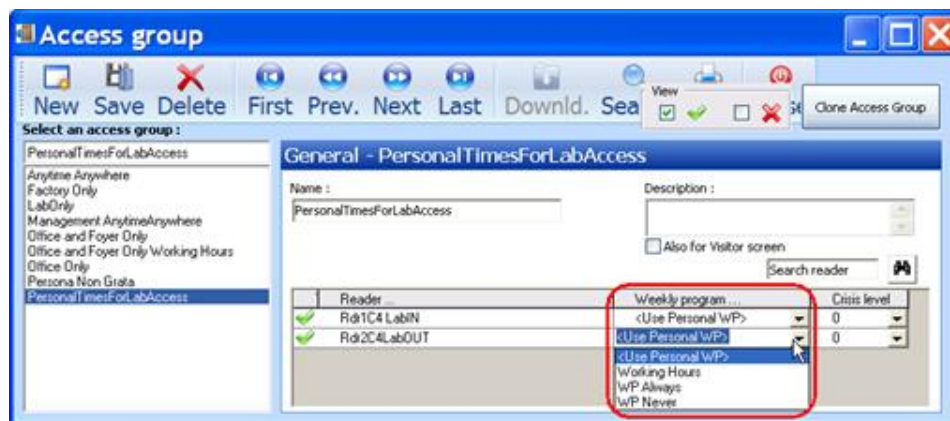 Access group
New Save Delete First Prev. Next Last Downld. Sea
View
Clone Access Group
Select an access group :
PersonalTimesForLabAccess
Anytime Anywhere
Factory Only
LabOnly
Management AnytimeAnywhere
Office and Foyer Only
Office and Foyer Only Working Hours
Office Only
Persona Non Grata
PersonalTimesForLabAccess
General - PersonalTimesForLabAccess
Name :
PersonalTimesForLabAccess
Description :
Also for Visitor screen
Search reader
Reader ... Weekly program ... Crisis level
Rdr1C4 LabIN <Use Personal WP> 0
Rdr2C4LabOUT <Use Personal WP> 0
<Use Personal WP>
Working Hours
WP Always
WP Never